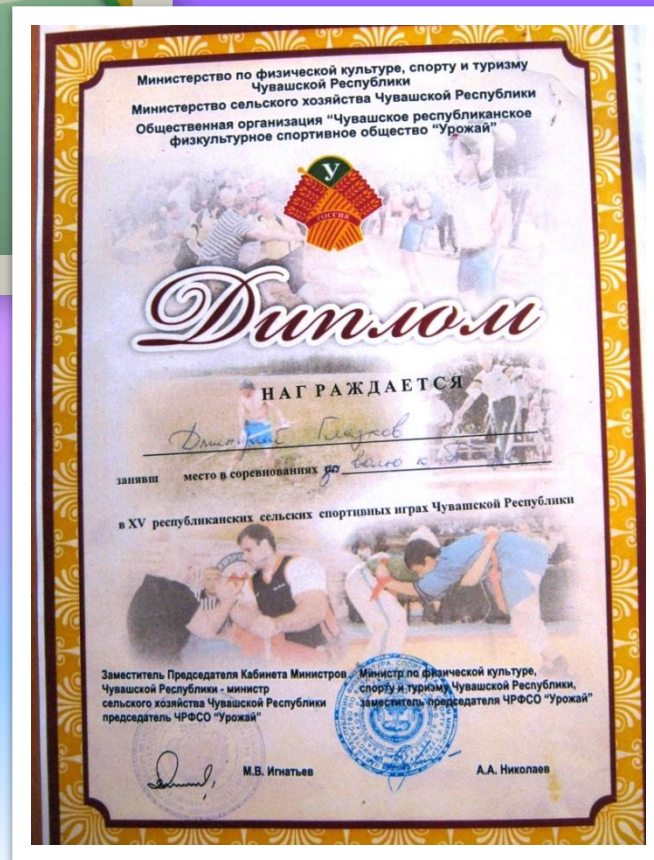 Министерство по физической культуре, спорту и туризму
Чувашской Республики
Министерство сельского хозяйства Чувашской Республики
Общественная организация "Чувашское республиканское
физкультурное спортивное общество "Урожай"
У
РОССИЯ
Диплом
НАГРАЖДАЕТСЯ
Дмитрий Глазков
занявш место в соревнованиях за волю к
в XV республиканских сельских спортивных играх Чувашской Республики
Заместитель Председателя Кабинета Министров
Чувашской Республики - министр
сельского хозяйства Чувашской Республики
председатель ЧРФСО "Урожай"
М.В. Игнатьев
Министр по физической культуре,
спорту и туризму Чувашской Республики,
заместитель председателя ЧРФСО "Урожай"
А.А. Николаев